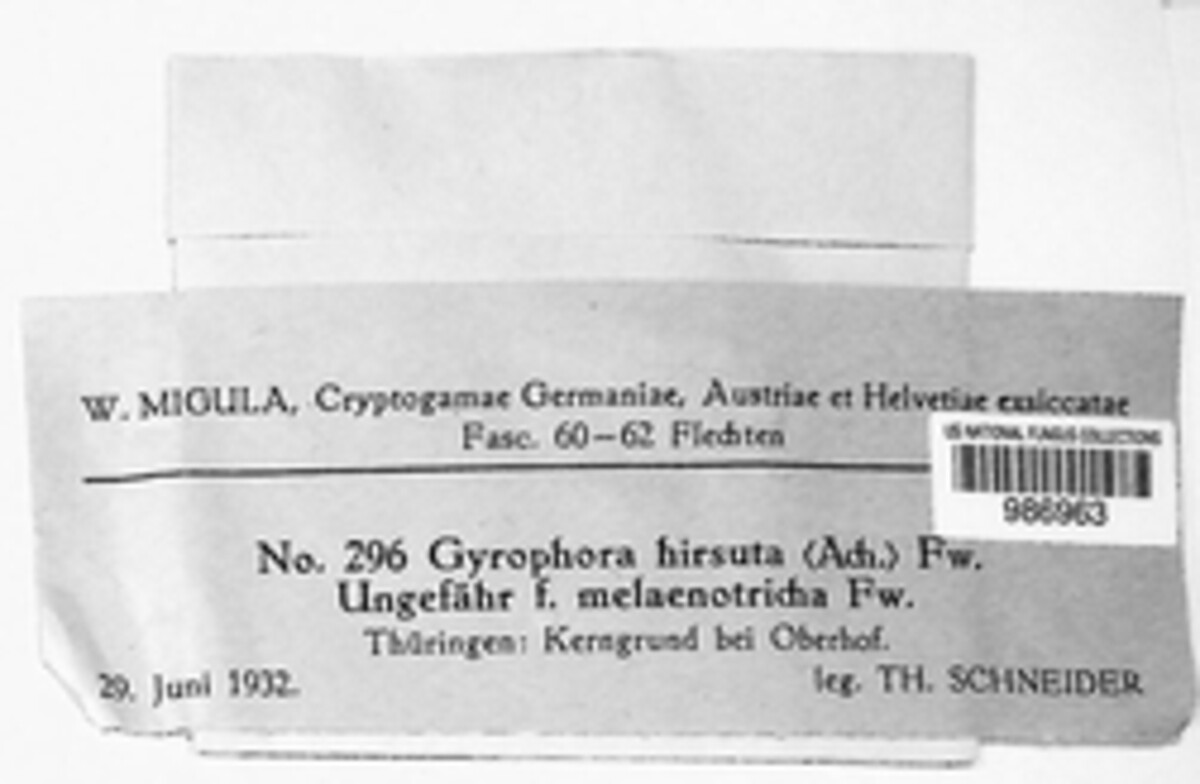 W. MIGULA, Cryptogamae Germaniae, Austriae et Helvetiae exsiccatae
Fasc. 60—62 Flechten
US NATIONAL FUNGUS COLLECTIONS
986963
No. 296 Gyrophora hirsuta (Ach.) Fw.
Ungefähr f. melaenotricha Fw.
Thüringen: Kerngrund bei Oberhof.
29. Juni 1932.
leg. TH. SCHNEIDER